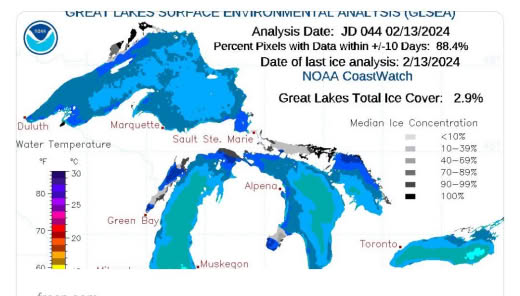 GREAT LAKES SURFACE ENVIRONMENTAL ANALYSIS (GLSEA)
NOAA
Analysis Date: JD 044 02/13/2024
Percent Pixels with Data within +/-10 Days: 88.4%
Date of last ice analysis: 2/13/2024
NOAA CoastWatch
Great Lakes Total Ice Cover: 2.9%
Median Ice Concentration
<10%
10-39%
40-69%
70-89%
90-99%
100%
Duluth
Marquette
Sault Ste. Marie
Water Temperature
°F °C
30
80
25
70
20
60
Alpena
Green Bay
Toronto
Muskegon